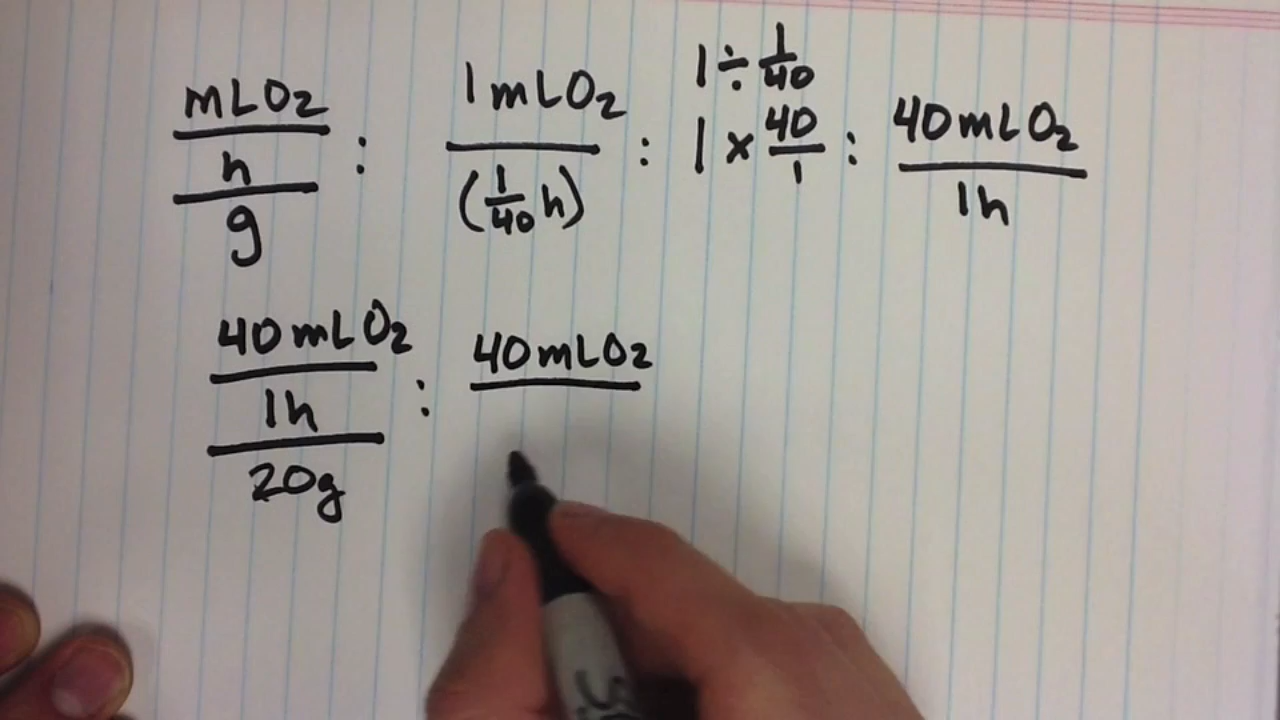 mLO2 / h / g : 1mLO2 / (1/40 h) : 1 ÷ 1/40
1 × 40/1 : 40mLO2 / 1h
40mLO2 / 1h / 20g : 40mLO2